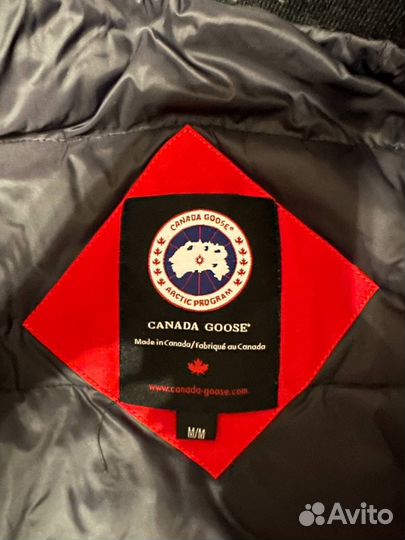 CANADA GOOSE®
ARCTIC PROGRAM
CANADA GOOSE®
Made in Canada/Fabriqué au Canada
www.canada-goose.com
M/M
Avito